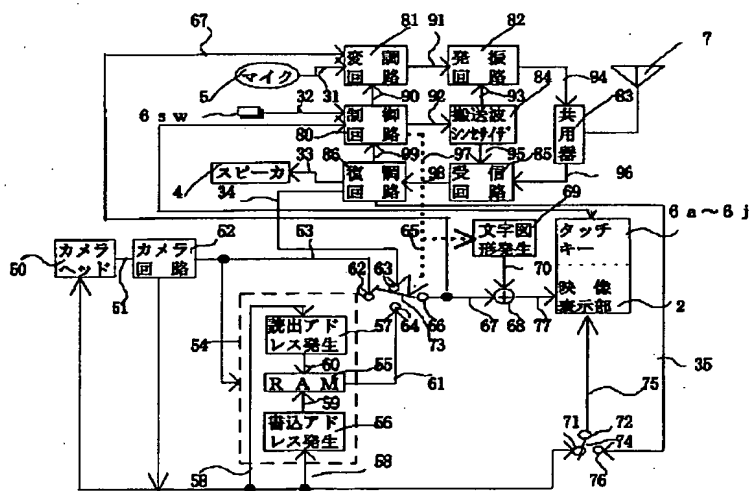 67
81
91
82
7
変調
回路
発振
回路
マイク
5
31
84
94
6sw
32
90
92
93
83
制御
回路
80
搬送波
シンセサイザ
共用器
33
86
99
97
95
85
スピーカ
4
34
復調
回路
98
受信
回路
96
65
69
6a~6j
文字図
形発生
タッチ
キー
50
カメラ
ヘッド
51
カメラ
回路
52
53
62
63
70
映像
表示部
2
66
64
73
67
68
77
54
読出アド
レス発生
57
60
RAM
55
61
59
書込アド
レス発生
56
35
75
71
72
74
76
58
58